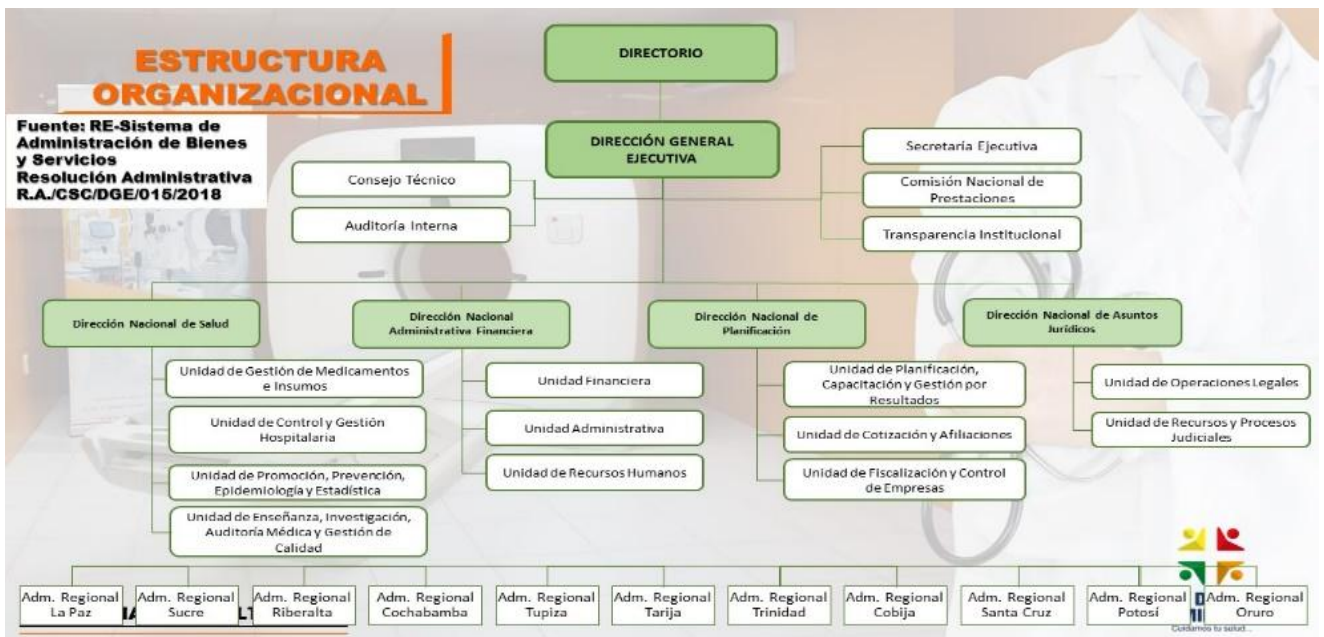 ESTRUCTURA
ORGANIZACIONAL
Fuente: RE-Sistema de
Administración de Bienes
y Servicios
Resolución Administrativa
R.A./CSC/DGE/015/2018
DIRECTORIO
DIRECCIÓN GENERAL
EJECUTIVA
Consejo Técnico
Auditoría Interna
Secretaría Ejecutiva
Comisión Nacional de
Prestaciones
Transparencia Institucional
Dirección Nacional de Salud
Dirección Nacional
Administrativa Financiera
Dirección Nacional de
Planificación
Dirección Nacional de Asuntos
Jurídicos
Unidad de Gestión de Medicamentos
e Insumos
Unidad de Control y Gestión
Hospitalaria
Unidad de Promoción, Prevención,
Epidemiología y Estadística
Unidad de Enseñanza, Investigación,
Auditoría Médica y Gestión de
Calidad
Unidad Financiera
Unidad Administrativa
Unidad de Recursos Humanos
Unidad de Planificación,
Capacitación y Gestión por
Resultados
Unidad de Cotización y Afiliaciones
Unidad de Fiscalización y Control
de Empresas
Unidad de Operaciones Legales
Unidad de Recursos y Procesos
Judiciales
Adm. Regional
La Paz
Adm. Regional
Sucre
Adm. Regional
Riberalta
Adm. Regional
Cochabamba
Adm. Regional
Tupiza
Adm. Regional
Tarija
Adm. Regional
Trinidad
Adm. Regional
Cobija
Adm. Regional
Santa Cruz
Adm. Regional
Potosí
Adm. Regional
Oruro
Cuidamos tu salud...